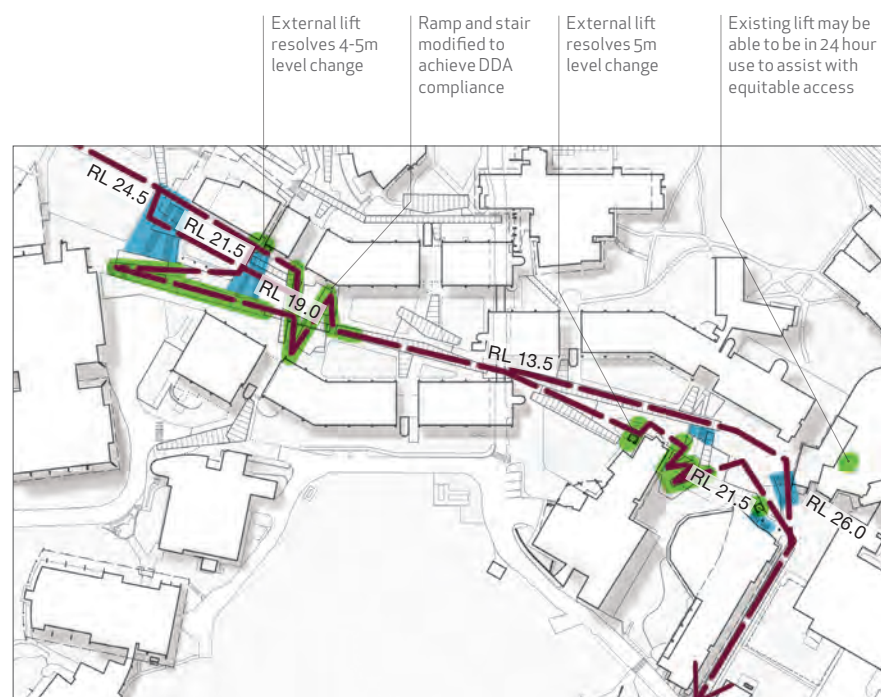 External lift
resolves 4-5m
level change
Ramp and stair
modified to
achieve DDA
compliance
External lift
resolves 5m
level change
Existing lift may be
able to be in 24 hour
use to assist with
equitable access
RL 24.5
RL 21.5
RL 19.0
RL 13.5
RL 21.5
RL 26.0